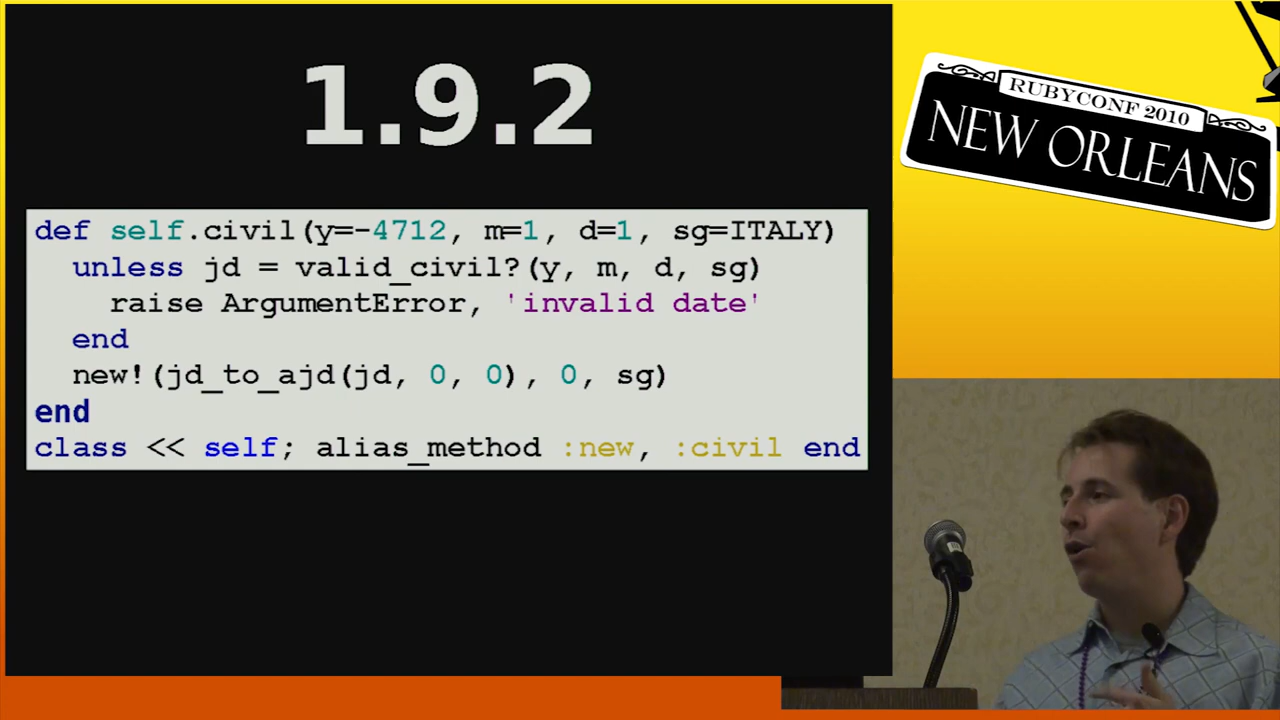 1.9.2
def self.civil(y=-4712, m=1, d=1, sg=ITALY)
  unless jd = valid_civil?(y, m, d, sg)
    raise ArgumentError, 'invalid date'
  end
  new!(jd_to_ajd(jd, 0, 0), 0, sg)
end
class << self; alias_method :new, :civil end
RUBYCONF 2010
NEW ORLEANS